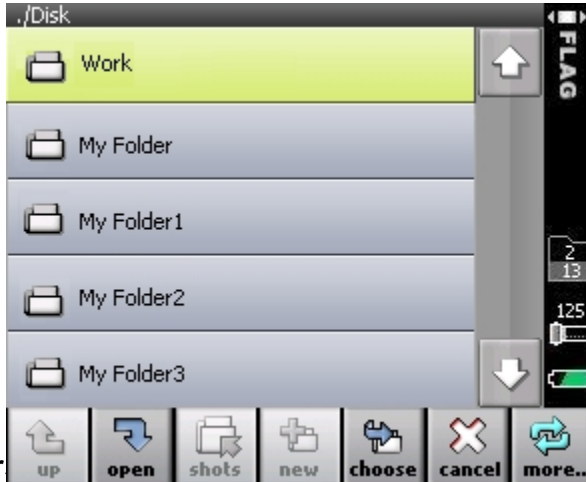 ./Disk
FLAG
Work
My Folder
My Folder1
My Folder2
2
13
125
My Folder3
up
open
shots
new
choose
cancel
more..